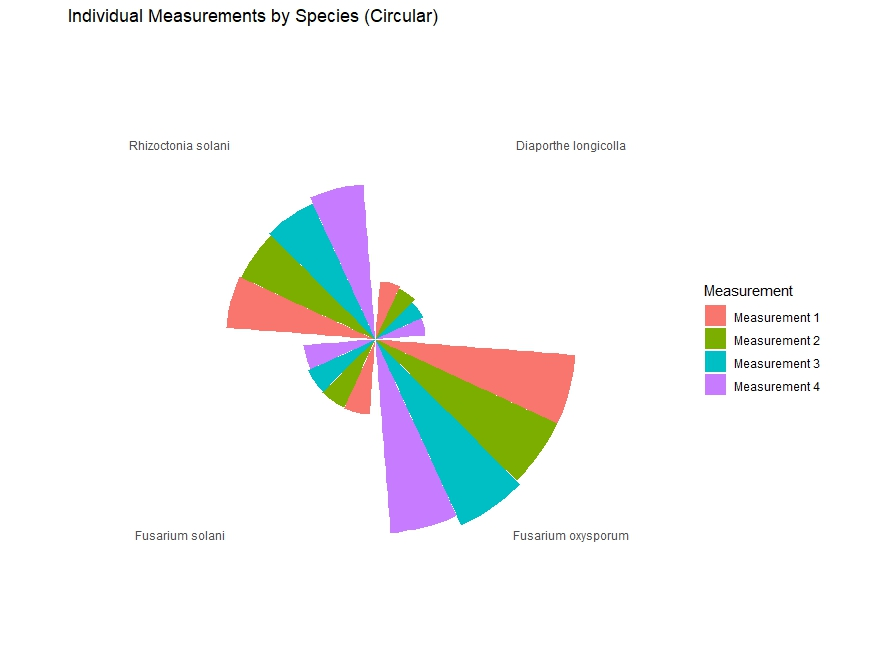 Individual Measurements by Species (Circular)
Rhizoctonia solani
Diaporthe longicolla
Measurement
Measurement 1
Measurement 2
Measurement 3
Measurement 4
Fusarium solani
Fusarium oxysporum